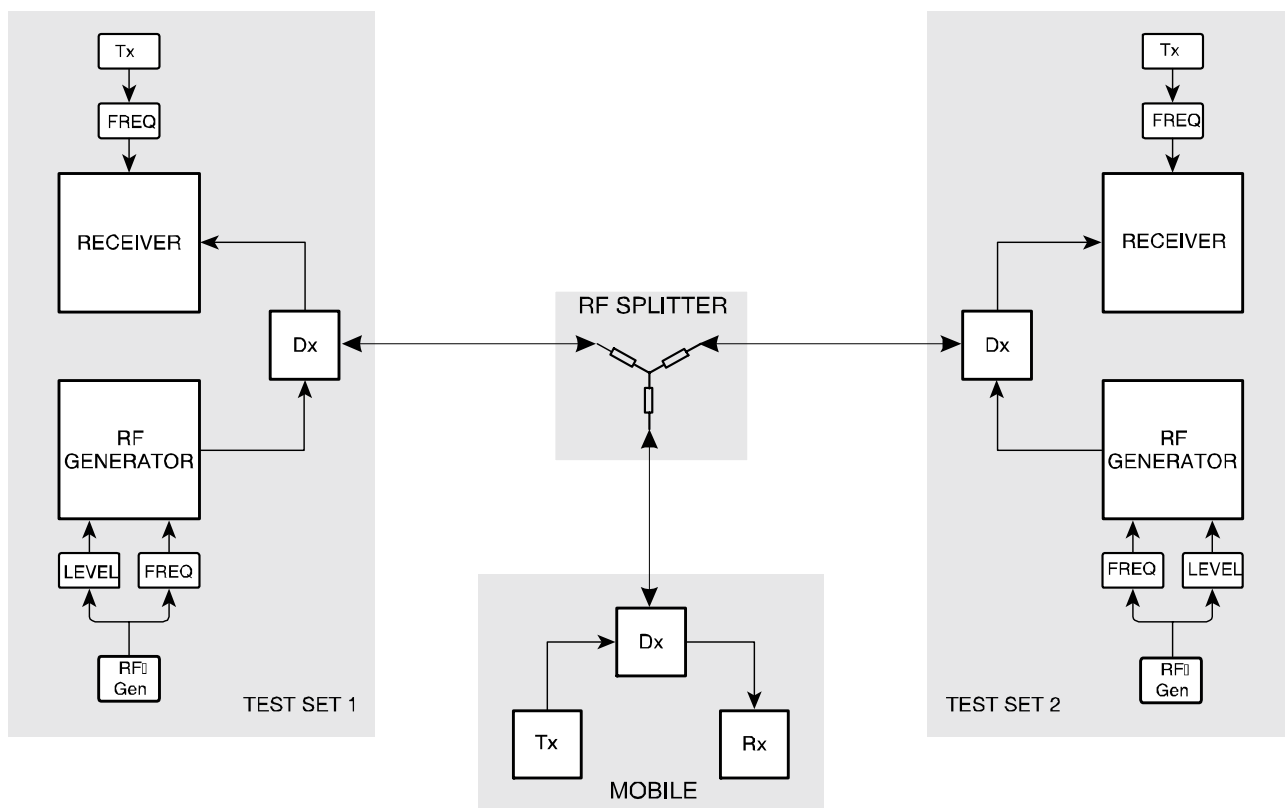 Tx
FREQ
RECEIVER
Dx
RF
GENERATOR
LEVEL
FREQ
RF▯
Gen
TEST SET 1
RF SPLITTER
Dx
Tx
Rx
MOBILE
Tx
FREQ
RECEIVER
Dx
RF
GENERATOR
FREQ
LEVEL
RF▯
Gen
TEST SET 2